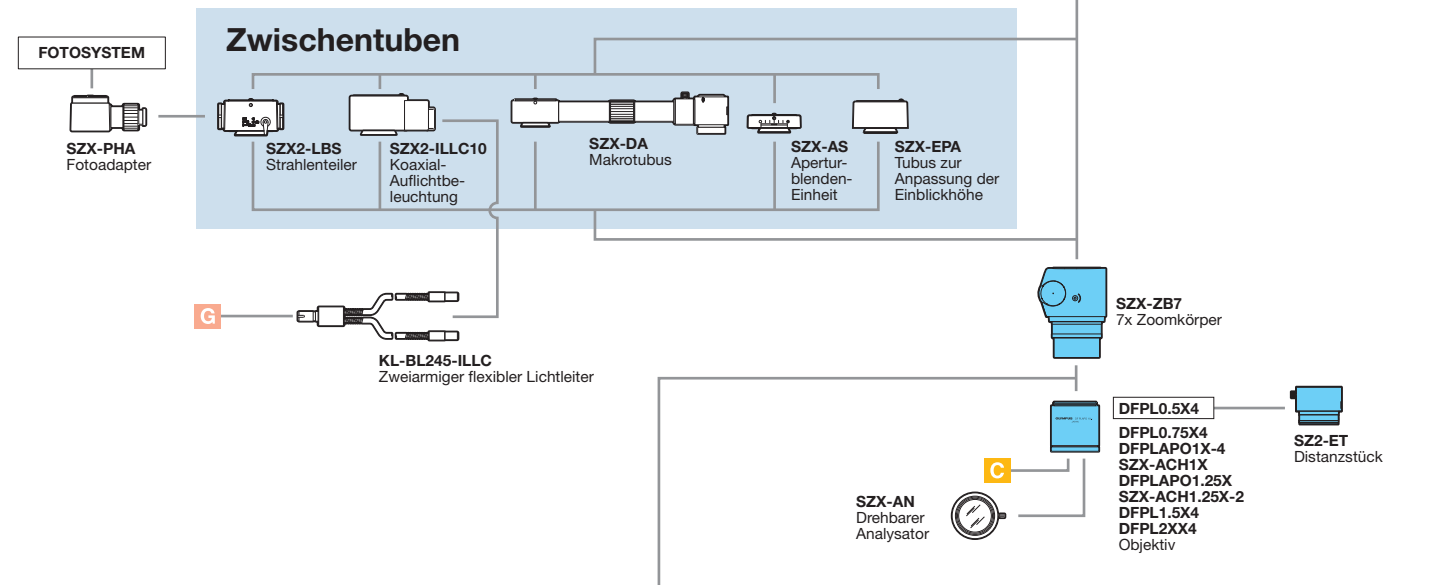 Zwischentuben
FOTOSYSTEM
SZX-PHA
Fotoadapter
SZX2-LBS
Strahlenteiler
SZX2-ILLC10
Koaxial-
Auflichtbe-
leuchtung
SZX-DA
Makrotubus
SZX-AS
Apertur-
blenden-
Einheit
SZX-EPA
Tubus zur
Anpassung der
Einblickhöhe
G
KL-BL245-ILLC
Zweiarmiger flexibler Lichtleiter
SZX-ZB7
7x Zoomkörper
OLYMPUS
DFPL0.5X4
DFPL0.75X4
DFPLAPO1X-4
SZX-ACH1X
DFPLAPO1.25X
SZX-ACH1.25X-2
DFPL1.5X4
DFPL2XX4
Objektiv
SZ2-ET
Distanzstück
C
SZX-AN
Drehbarer
Analysator